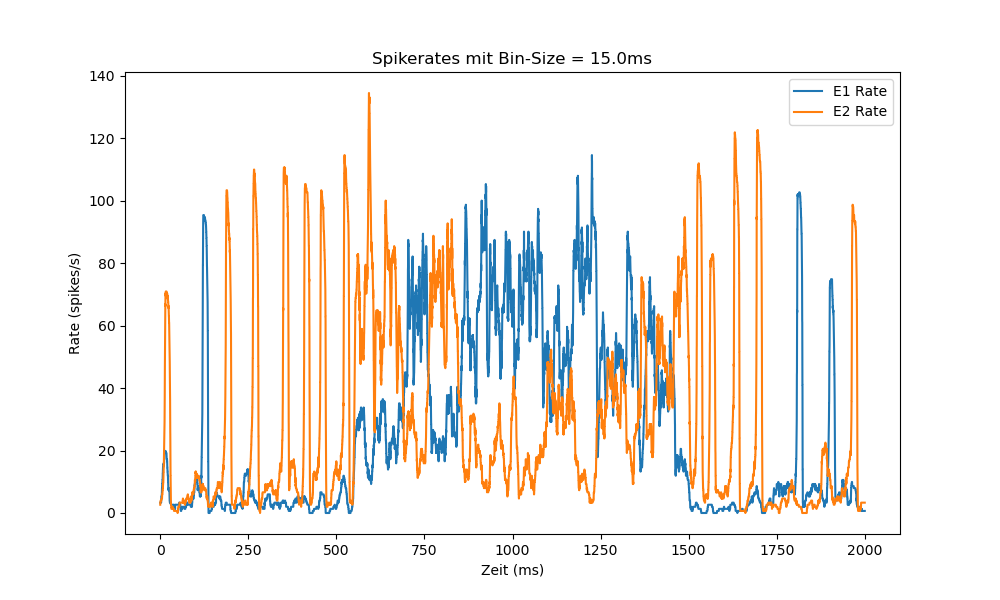 Spikerates mit Bin-Size = 15.0ms
E1 Rate
E2 Rate
140
120
100
80
60
40
20
0
Rate (spikes/s)
0 250 500 750 1000 1250 1500 1750 2000
Zeit (ms)